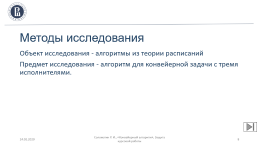 Методы исследования
Объект исследования - алгоритмы из теории расписаний
Предмет исследования - алгоритм для конвейерной задачи с тремя
исполнителями.